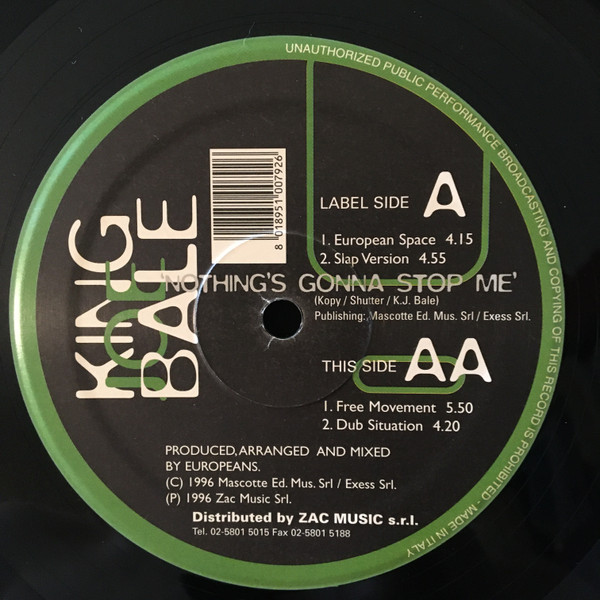 UNAUTHORIZED PUBLIC PERFORMANCE BROADCASTING AND COPYING OF THIS RECORD IS PROHIBITED - MADE IN ITALY
KING
JOE
BALE
8 018951 007926
LABEL SIDE A
1. European Space 4.15
2. Slap Version 4.55
'NOTHING'S GONNA STOP ME'
(Kopy / Shutter / K.J. Bale)
Publishing: Mascotte Ed. Mus. Srl / Exess Srl.
THIS SIDE AA
1. Free Movement 5.50
2. Dub Situation 4.20
PRODUCED, ARRANGED AND MIXED
BY EUROPEANS.
(C) 1996 Mascotte Ed. Mus. Srl / Exess Srl.
(P) 1996 Zac Music Srl.
Distributed by ZAC MUSIC s.r.l.
Tel. 02-5801 5015 Fax 02-5801 5188